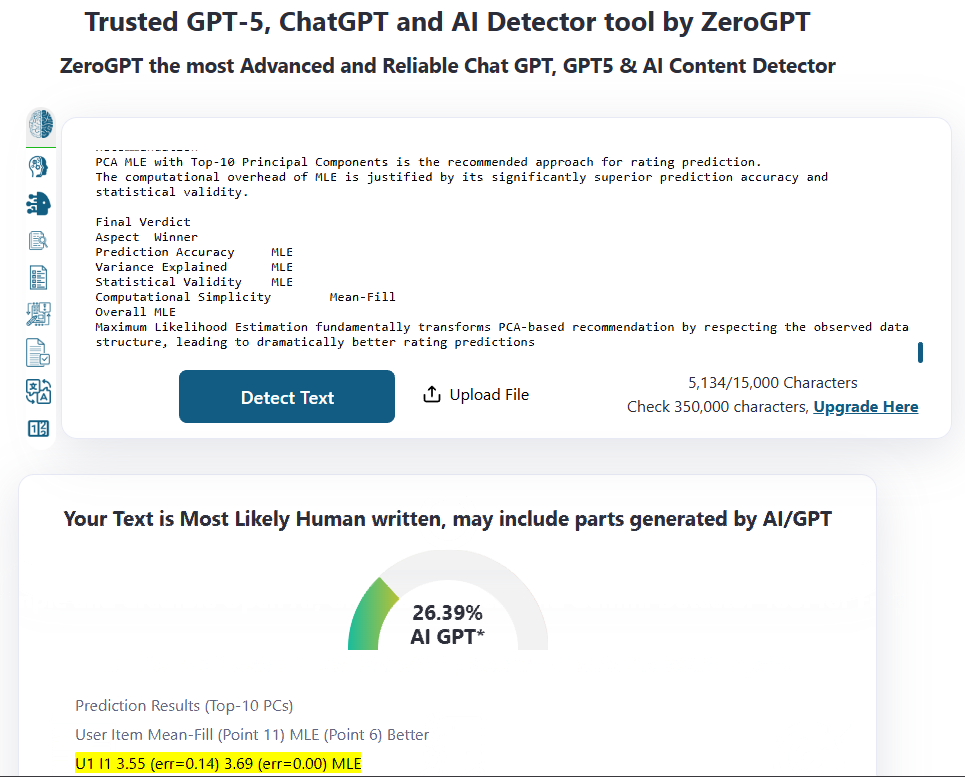 Trusted GPT-5, ChatGPT and AI Detector tool by ZeroGPT
ZeroGPT the most Advanced and Reliable Chat GPT, GPT5 & AI Content Detector
PCA MLE with Top-10 Principal Components is the recommended approach for rating prediction.
The computational overhead of MLE is justified by its significantly superior prediction accuracy and
statistical validity.
Final Verdict
Aspect Winner
Prediction Accuracy MLE
Variance Explained MLE
Statistical Validity MLE
Computational Simplicity Mean-Fill
Overall MLE
Maximum Likelihood Estimation fundamentally transforms PCA-based recommendation by respecting the observed data
structure, leading to dramatically better rating predictions
Detect Text
Upload File
5,134/15,000 Characters
Check 350,000 characters, Upgrade Here
Your Text is Most Likely Human written, may include parts generated by AI/GPT
26.39%
AI GPT*
Prediction Results (Top-10 PCs)
User Item Mean-Fill (Point 11) MLE (Point 6) Better
U1 I1 3.55 (err=0.14) 3.69 (err=0.00) MLE